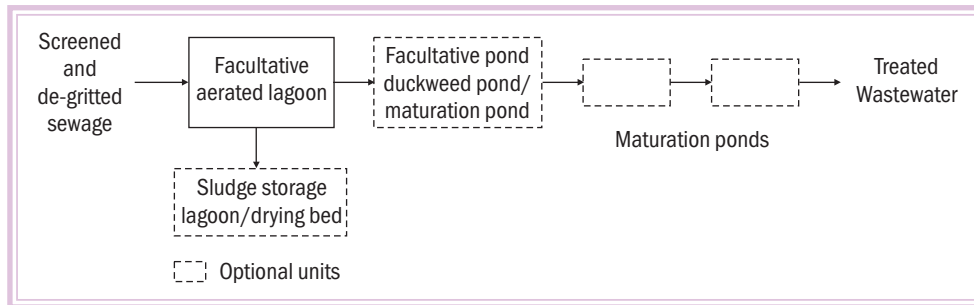 Screened
and
de-gritted
sewage
Facultative
aerated lagoon
Facultative pond
duckweed pond/
maturation pond
Treated
Wastewater
Maturation ponds
Sludge storage
lagoon/drying bed
Optional units